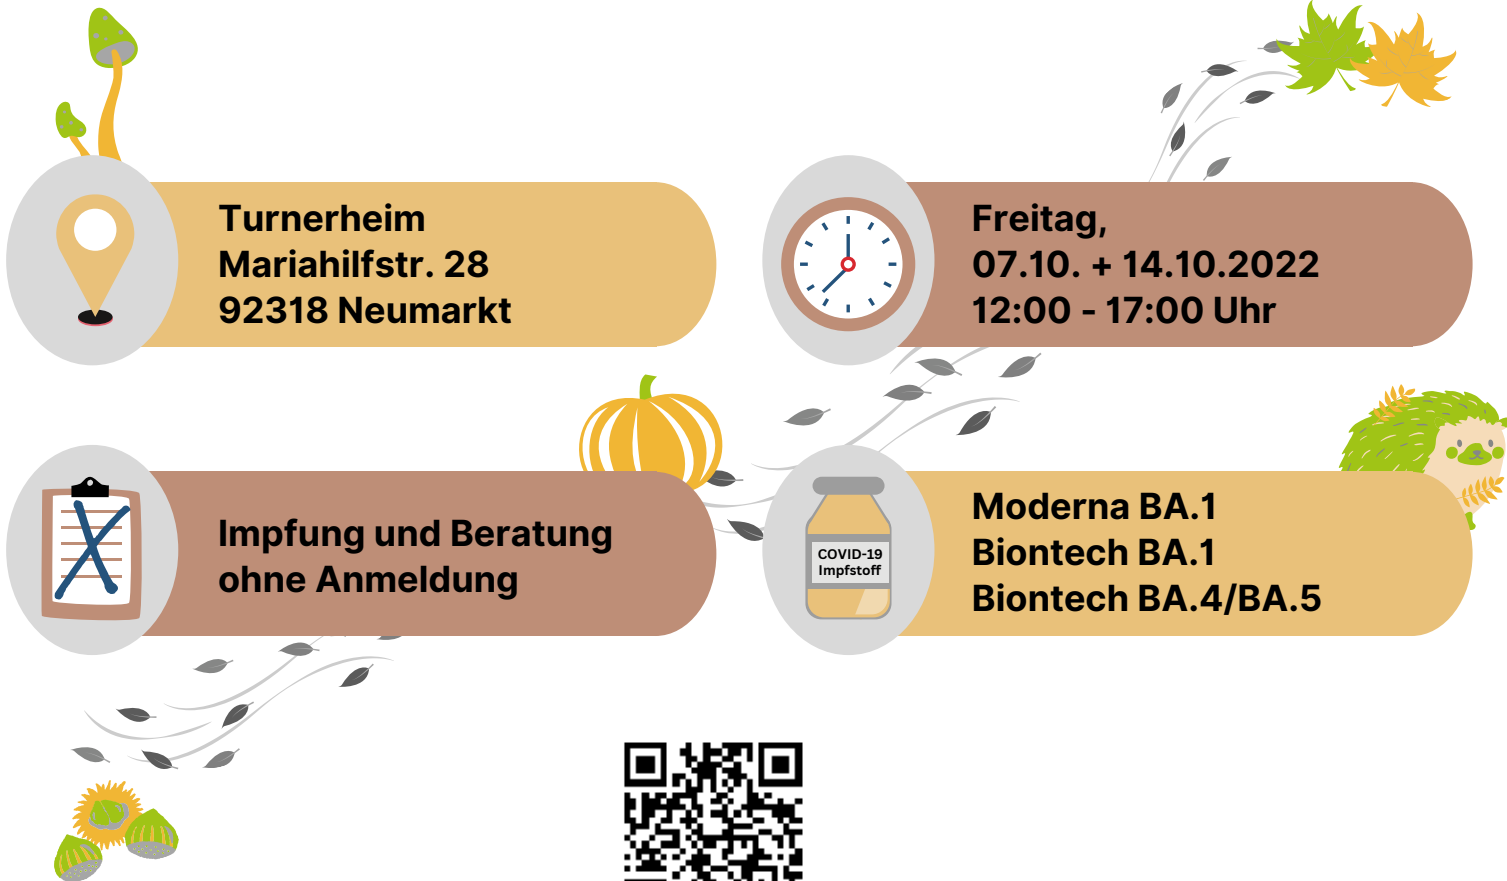 Turnerheim
Mariahilfstr. 28
92318 Neumarkt
Freitag,
07.10. + 14.10.2022
12:00 - 17:00 Uhr
Impfung und Beratung
ohne Anmeldung
COVID-19
Impfstoff
Moderna BA.1
Biontech BA.1
Biontech BA.4/BA.5